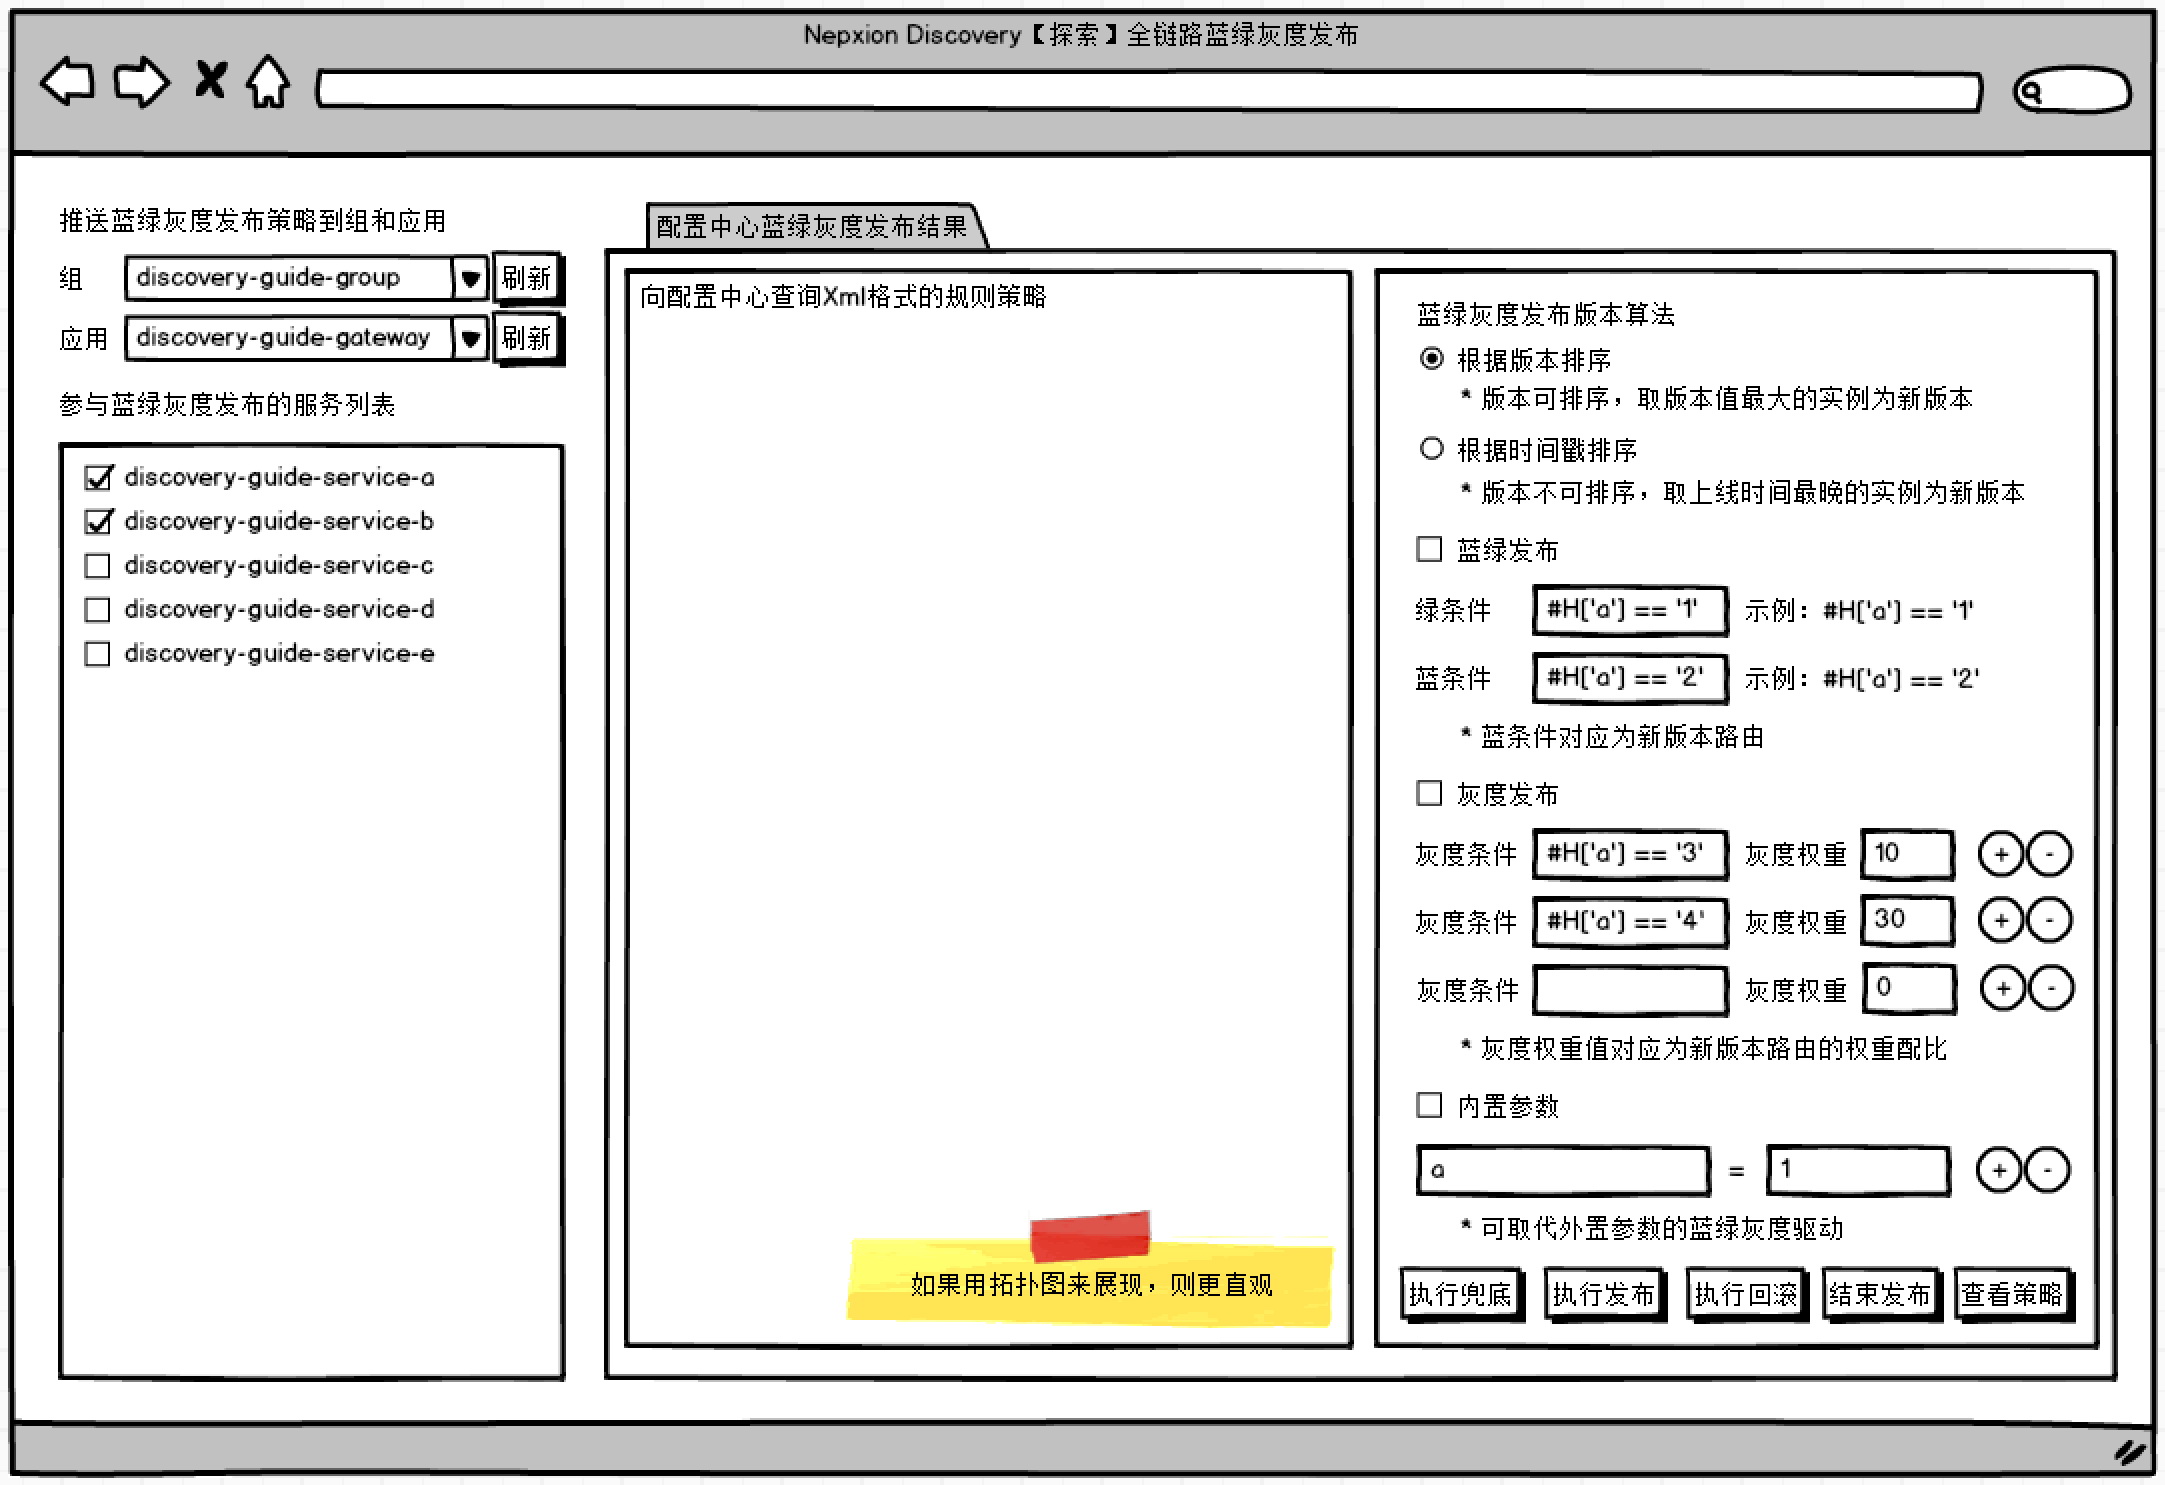 Nepxion Discovery【探索】全链路蓝绿灰度发布
推送蓝绿灰度发布策略到组和应用
组 discovery-guide-group 刷新
应用 discovery-guide-gateway 刷新
参与蓝绿灰度发布的服务列表
discovery-guide-service-a
discovery-guide-service-b
discovery-guide-service-c
discovery-guide-service-d
discovery-guide-service-e
配置中心蓝绿灰度发布结果
向配置中心查询Xml格式的规则策略
如果用拓扑图来展现，则更直观
蓝绿灰度发布版本算法
根据版本排序
* 版本可排序，取版本值最大的实例为新版本
根据时间戳排序
* 版本不可排序，取上线时间最晚的实例为新版本
蓝绿发布
绿条件 #H['a'] == '1' 示例：#H['a'] == '1'
蓝条件 #H['a'] == '2' 示例：#H['a'] == '2'
* 蓝条件对应为新版本路由
灰度发布
灰度条件 #H['a'] == '3' 灰度权重 10 + -
灰度条件 #H['a'] == '4' 灰度权重 30 + -
灰度条件 灰度权重 0 + -
* 灰度权重值对应为新版本路由的权重配比
内置参数
a = 1 + -
* 可取代外置参数的蓝绿灰度驱动
执行兜底 执行发布 执行回滚 结束发布 查看策略